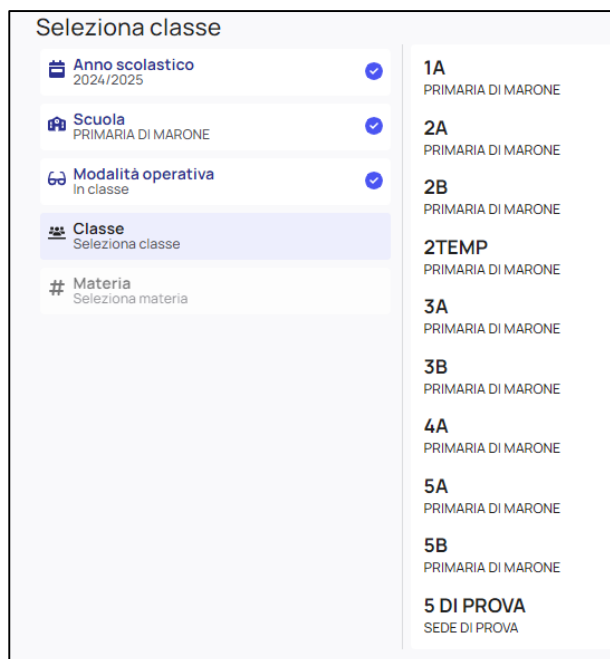 Seleziona classe
Anno scolastico
2024/2025
Scuola
PRIMARIA DI MARONE
Modalità operativa
In classe
Classe
Seleziona classe
Materia
Seleziona materia
1A
PRIMARIA DI MARONE
2A
PRIMARIA DI MARONE
2B
PRIMARIA DI MARONE
2TEMP
PRIMARIA DI MARONE
3A
PRIMARIA DI MARONE
3B
PRIMARIA DI MARONE
4A
PRIMARIA DI MARONE
5A
PRIMARIA DI MARONE
5B
PRIMARIA DI MARONE
5 DI PROVA
SEDE DI PROVA